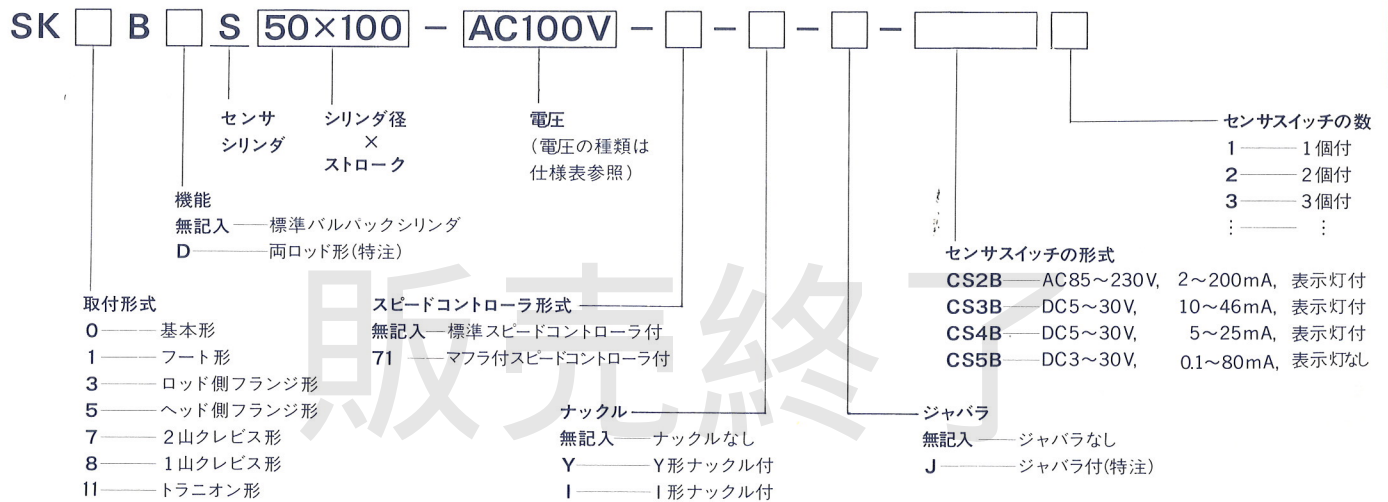 SK □ B □ S 50×100 － AC100V － □ － □ － □ － □ □
センサ
シリンダ
シリンダ径
×
ストローク
電圧
(電圧の種類は
仕様表参照)
センサスイッチの数
1 1個付
2 2個付
3 3個付
⋮ ⋮
機能
無記入 標準バルパックシリンダ
D 両ロッド形(特注)
センサスイッチの形式
CS2B AC85～230V, 2～200mA, 表示灯付
CS3B DC5～30V, 10～46mA, 表示灯付
CS4B DC5～30V, 5～25mA, 表示灯付
CS5B DC3～30V, 0.1～80mA, 表示灯なし
取付形式
0 基本形
1 フート形
3 ロッド側フランジ形
5 ヘッド側フランジ形
7 2山クレビス形
8 1山クレビス形
11 トラニオン形
スピードコントローラ形式
無記入 標準スピードコントローラ付
71 マフラ付スピードコントローラ付
ナックル
無記入 ナックルなし
Y Y形ナックル付
I I形ナックル付
ジャバラ
無記入 ジャバラなし
J ジャバラ付(特注)
販売終了